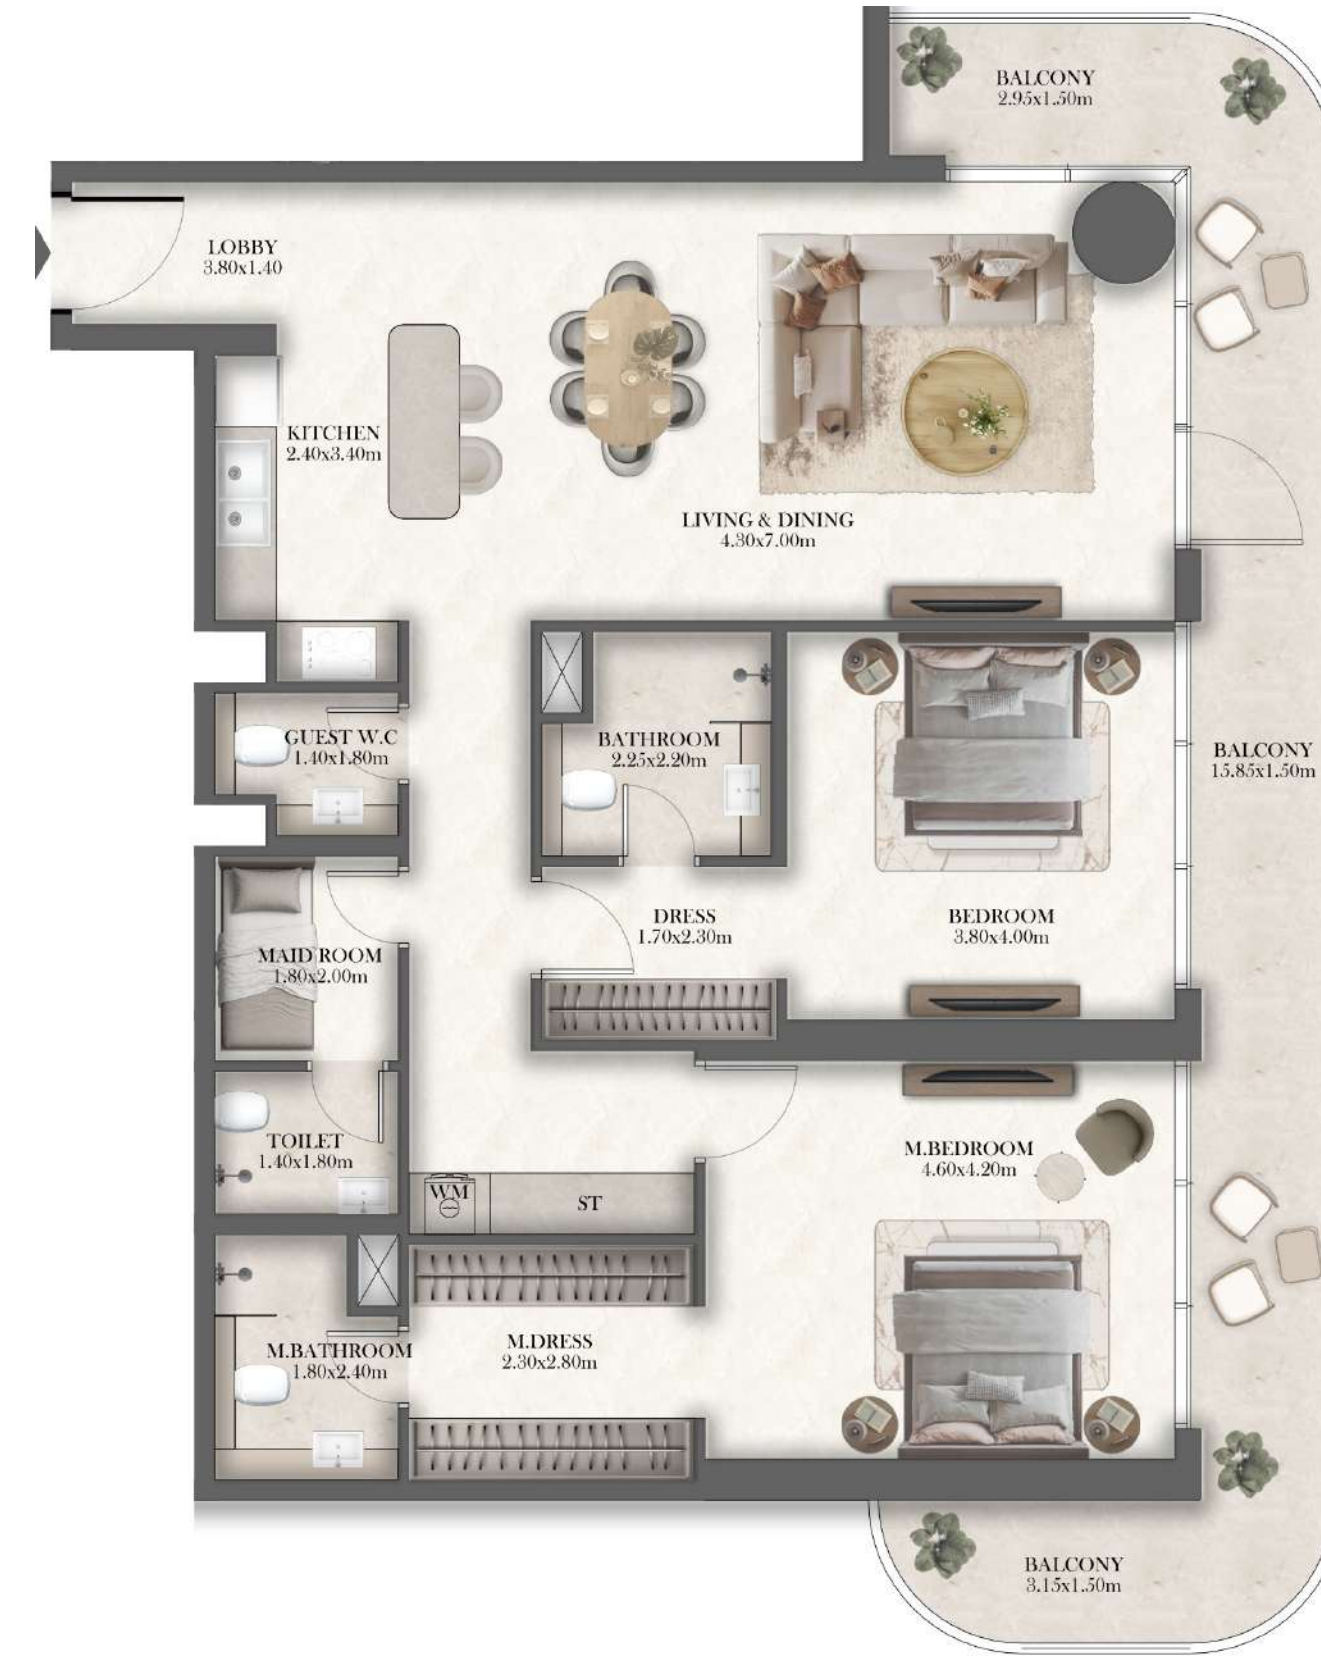 BALCONY
2.95x1.50m
LOBBY
3.80x1.40
KITCHEN
2.40x3.40m
LIVING & DINING
4.30x7.00m
GUEST W.C
1.40x1.80m
BATHROOM
2.25x2.20m
BALCONY
15.85x1.50m
DRESS
1.70x2.30m
BEDROOM
3.80x4.00m
MAID ROOM
1.80x2.00m
TOILET
1.40x1.80m
M.BEDROOM
4.60x4.20m
WM
ST
M.BATHROOM
1.80x2.40m
M.DRESS
2.30x2.80m
BALCONY
3.15x1.50m